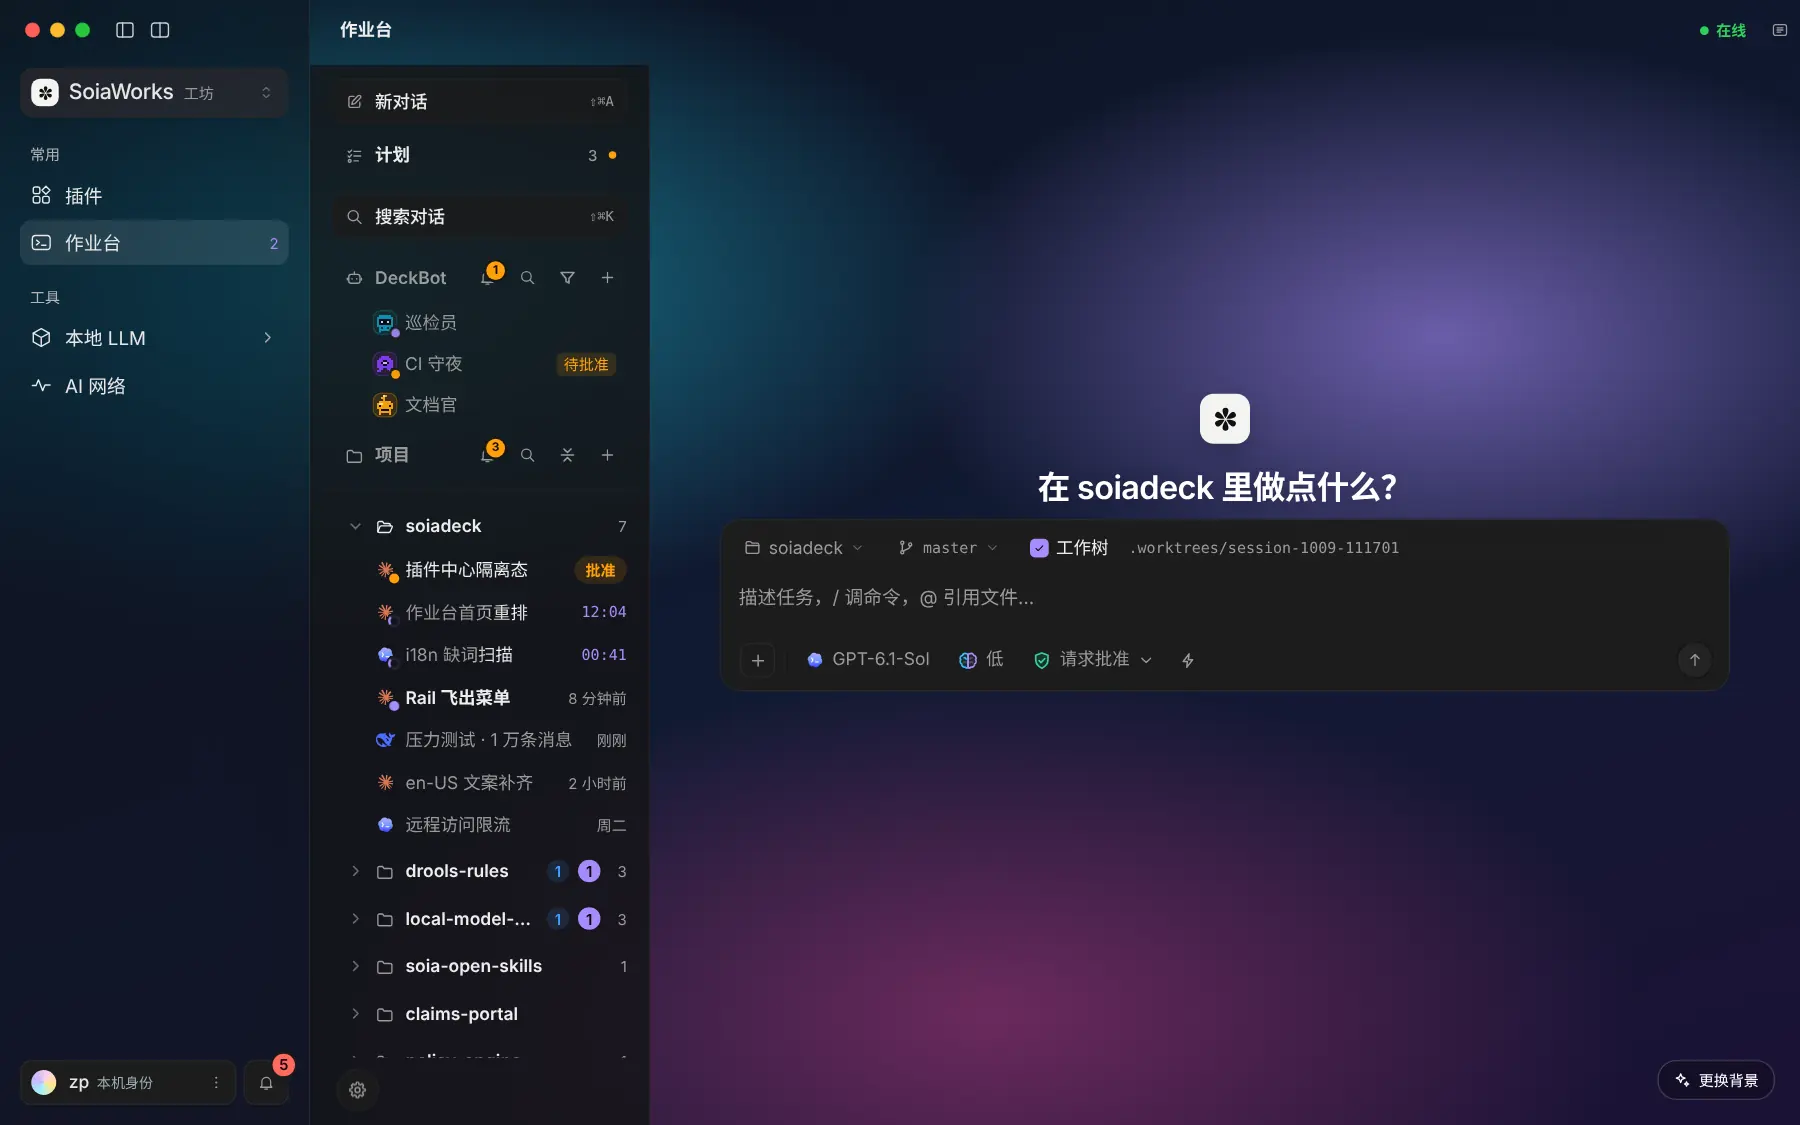 作业台
在线
SoiaWorks 工坊
常用
插件
作业台 2
工具
本地 LLM
AI 网络
zp 本机身份
5
新对话 ⇧⌘A
计划 3
搜索对话 ⇧⌘K
DeckBot 1
巡检员
CI 守夜 待批准
文档官
项目 3
soiadeck 7
插件中心隔离态 批准
作业台首页重排 12:04
i18n 缺词扫描 00:41
Rail 飞出菜单 8 分钟前
压力测试 · 1 万条消息 刚刚
en-US 文案补齐 2 小时前
远程访问限流 周二
drools-rules 1 1 3
local-model-... 1 1 3
soia-open-skills 1
claims-portal
在 soiadeck 里做点什么?
soiadeck master 工作树 .worktrees/session-1009-111701
描述任务，/ 调命令，@ 引用文件...
GPT-6.1-Sol 低 请求批准
更换背景